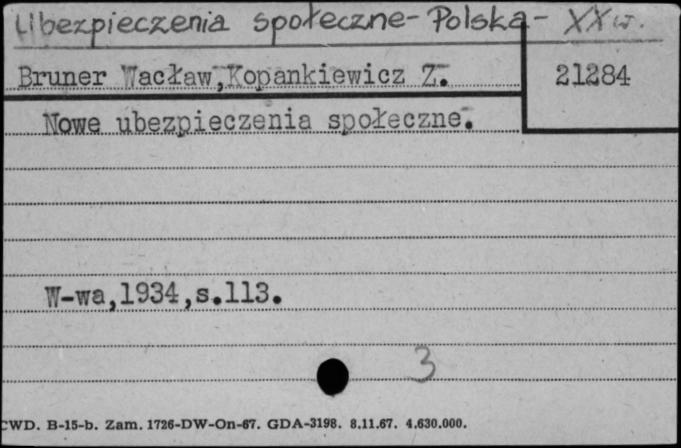 Ubezpieczenia społeczne - Polska - XX w.
Bruner Wacław, Kopankiewicz Z. 21284
Nowe ubezpieczenia społeczne.
W-wa,1934,s.113.
3
CWD. B-15-b. Zam. 1726-DW-On-67. GDA-3198. 8.11.67. 4.630.000.